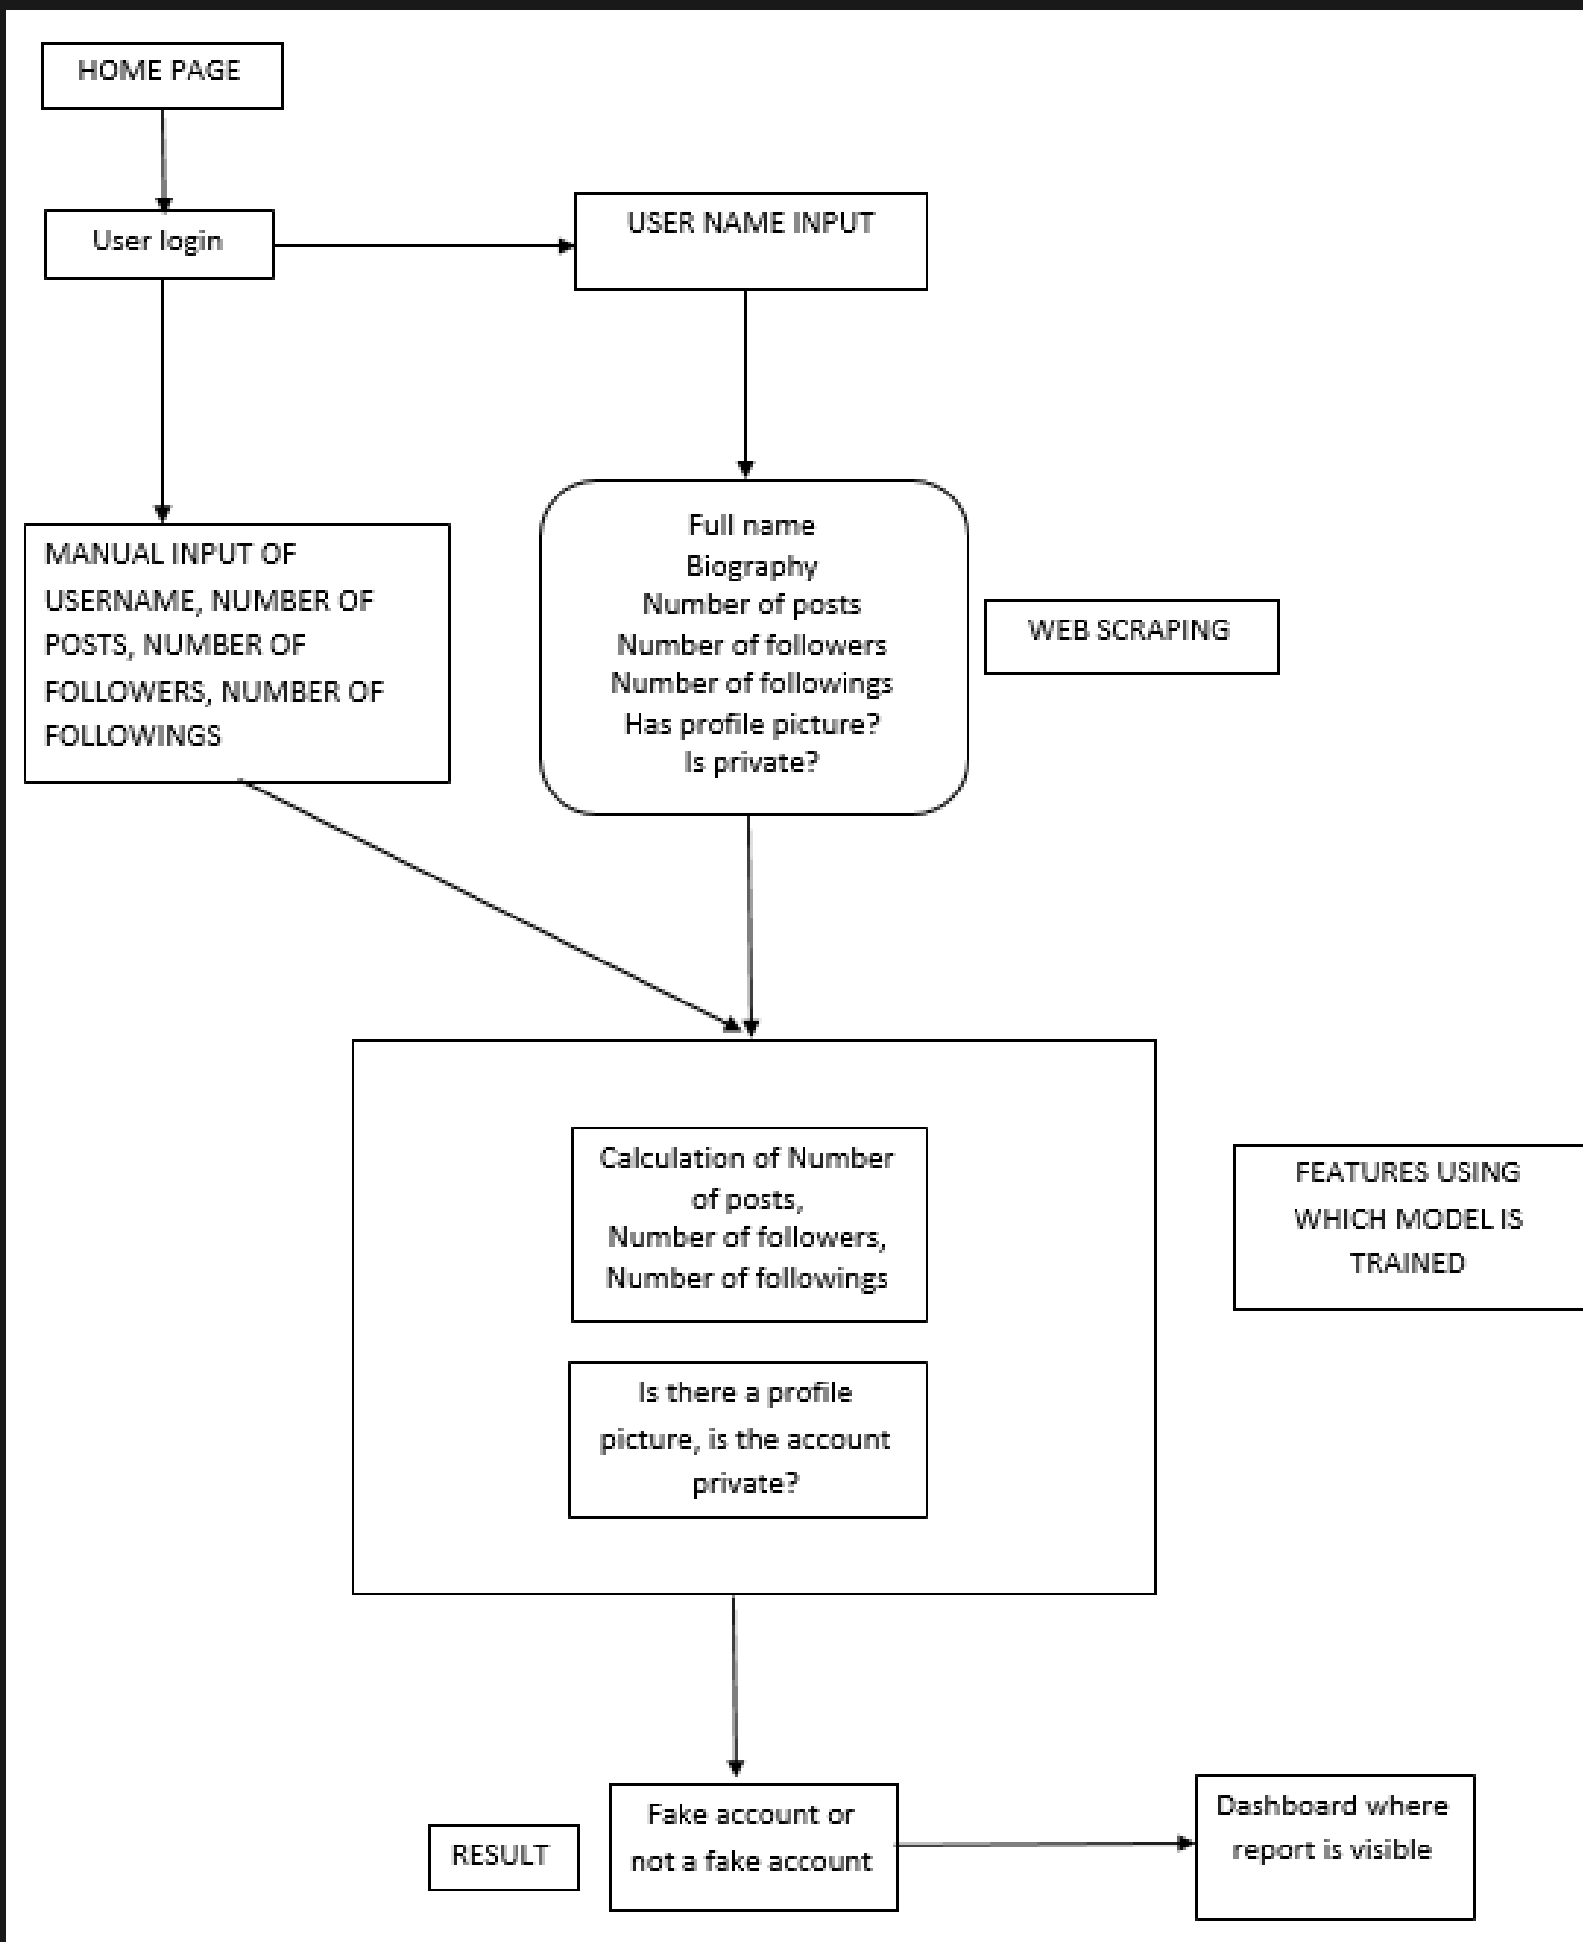 HOME PAGE
User login
USER NAME INPUT
MANUAL INPUT OF
USERNAME, NUMBER OF
POSTS, NUMBER OF
FOLLOWERS, NUMBER OF
FOLLOWINGS
Full name
Biography
Number of posts
Number of followers
Number of followings
Has profile picture?
Is private?
WEB SCRAPING
Calculation of Number
of posts,
Number of followers,
Number of followings
Is there a profile
picture, is the account
private?
FEATURES USING
WHICH MODEL IS
TRAINED
RESULT
Fake account or
not a fake account
Dashboard where
report is visible